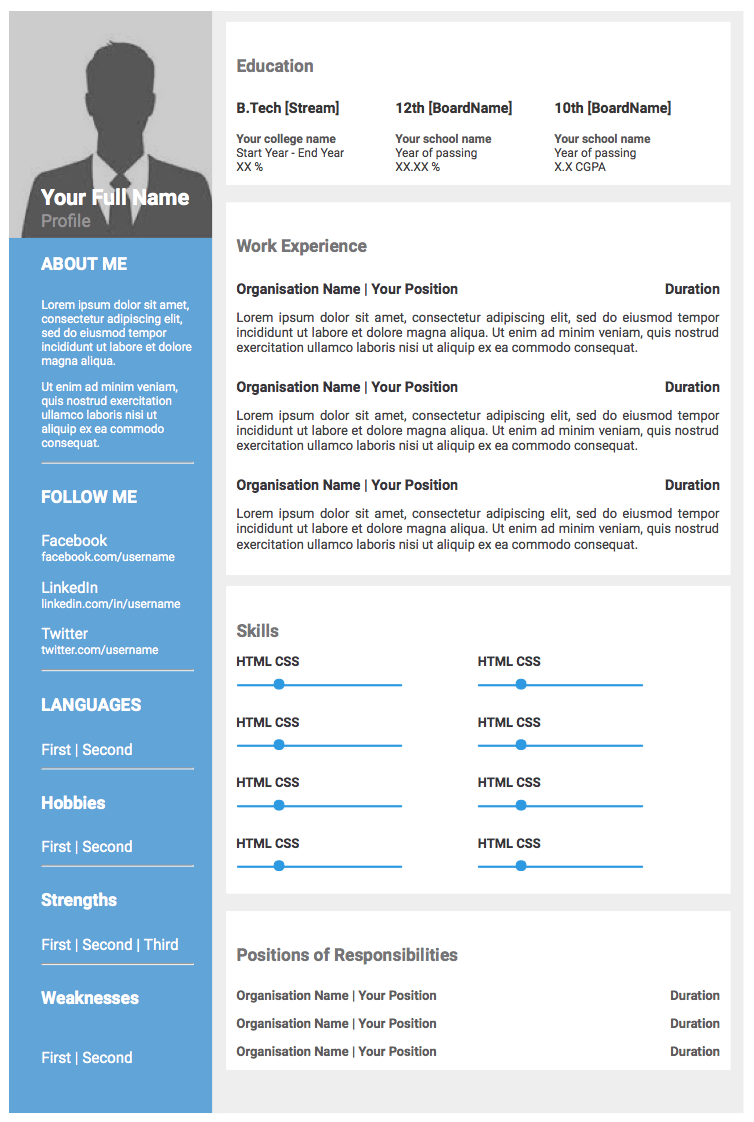 Your Full Name
Profile
ABOUT ME
Lorem ipsum dolor sit amet,
consectetur adipiscing elit,
sed do eiusmod tempor
incididunt ut labore et dolore
magna aliqua.
Ut enim ad minim veniam,
quis nostrud exercitation
ullamco laboris nisi ut
aliquip ex ea commodo
consequat.
FOLLOW ME
Facebook
facebook.com/username
LinkedIn
linkedin.com/in/username
Twitter
twitter.com/username
LANGUAGES
First | Second
Hobbies
First | Second
Strengths
First | Second | Third
Weaknesses
First | Second
Education
B.Tech [Stream]
Your college name
Start Year - End Year
XX %
12th [BoardName]
Your school name
Year of passing
XX.XX %
10th [BoardName]
Your school name
Year of passing
X.X CGPA
Work Experience
Organisation Name | Your Position Duration
Lorem ipsum dolor sit amet, consectetur adipiscing elit, sed do eiusmod tempor
incididunt ut labore et dolore magna aliqua. Ut enim ad minim veniam, quis nostrud
exercitation ullamco laboris nisi ut aliquip ex ea commodo consequat.
Organisation Name | Your Position Duration
Lorem ipsum dolor sit amet, consectetur adipiscing elit, sed do eiusmod tempor
incididunt ut labore et dolore magna aliqua. Ut enim ad minim veniam, quis nostrud
exercitation ullamco laboris nisi ut aliquip ex ea commodo consequat.
Organisation Name | Your Position Duration
Lorem ipsum dolor sit amet, consectetur adipiscing elit, sed do eiusmod tempor
incididunt ut labore et dolore magna aliqua. Ut enim ad minim veniam, quis nostrud
exercitation ullamco laboris nisi ut aliquip ex ea commodo consequat.
Skills
HTML CSS HTML CSS
HTML CSS HTML CSS
HTML CSS HTML CSS
HTML CSS HTML CSS
Positions of Responsibilities
Organisation Name | Your Position Duration
Organisation Name | Your Position Duration
Organisation Name | Your Position Duration